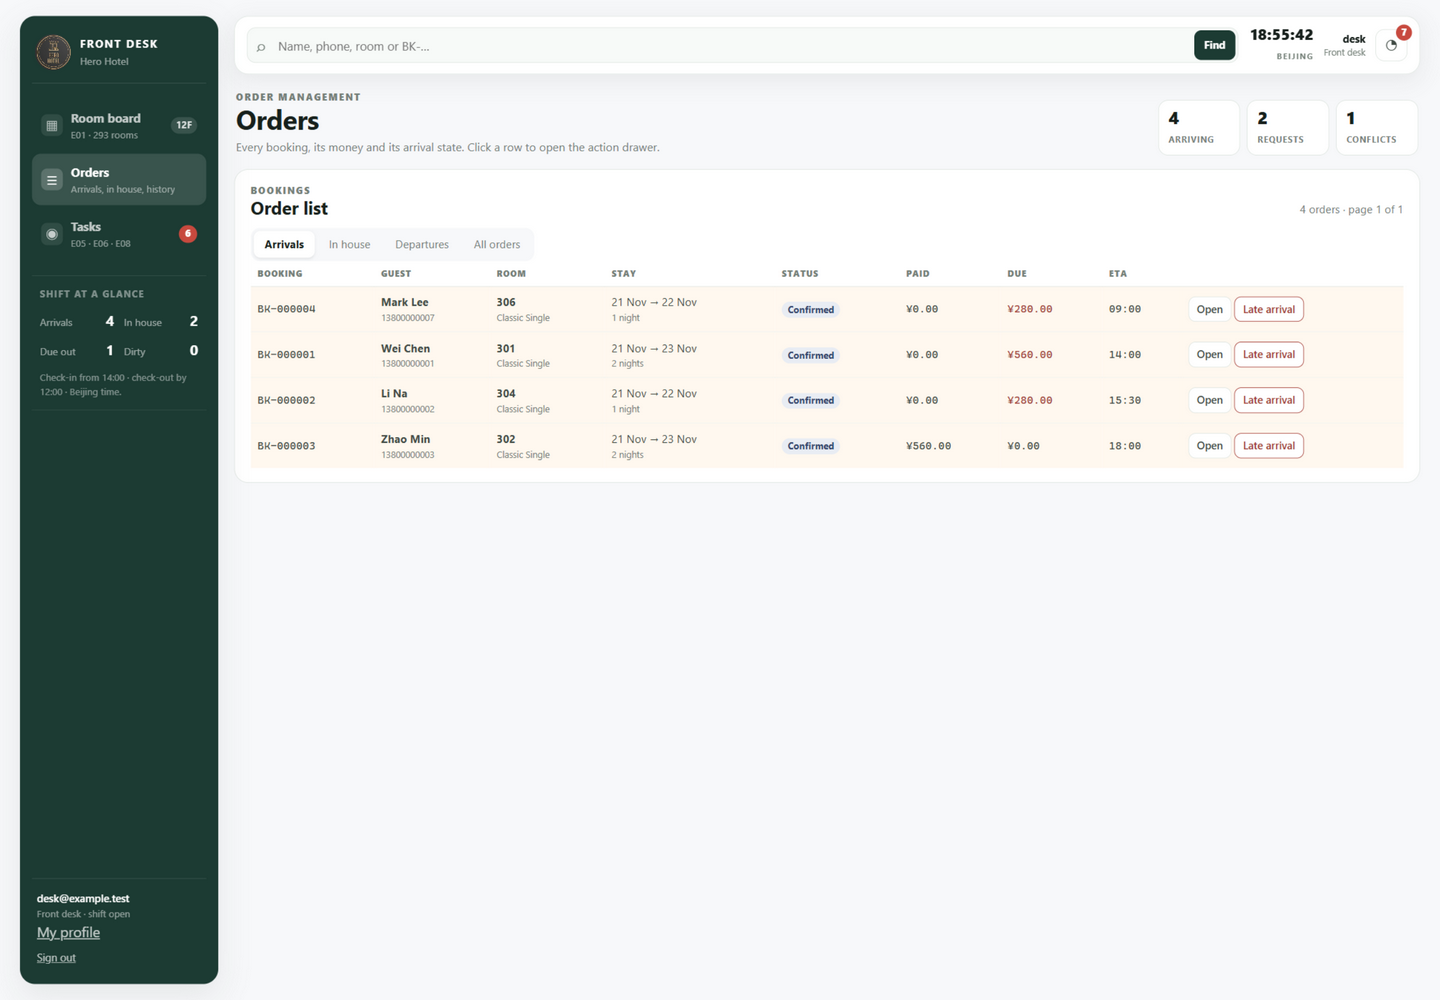 FRONT DESK
Hero Hotel
Room board
E01 · 293 rooms
12F
Orders
Arrivals, in house, history
Tasks
E05 · E06 · E08
6
SHIFT AT A GLANCE
Arrivals 4 In house 2
Due out 1 Dirty 0
Check-in from 14:00 · check-out by
12:00 · Beijing time.
desk@example.test
Front desk · shift open
My profile
Sign out
Name, phone, room or BK-...
Find
18:55:42
BEIJING
desk
Front desk
7
ORDER MANAGEMENT
Orders
Every booking, its money and its arrival state. Click a row to open the action drawer.
4
ARRIVING
2
REQUESTS
1
CONFLICTS
BOOKINGS
Order list
4 orders · page 1 of 1
Arrivals In house Departures All orders
BOOKING GUEST ROOM STAY STATUS PAID DUE ETA
BK-000004 Mark Lee 306 21 Nov → 22 Nov Confirmed ¥0.00 ¥280.00 09:00 Open Late arrival
13800000007 Classic Single 1 night
BK-000001 Wei Chen 301 21 Nov → 23 Nov Confirmed ¥0.00 ¥560.00 14:00 Open Late arrival
13800000001 Classic Single 2 nights
BK-000002 Li Na 304 21 Nov → 22 Nov Confirmed ¥0.00 ¥280.00 15:30 Open Late arrival
13800000002 Classic Single 1 night
BK-000003 Zhao Min 302 21 Nov → 23 Nov Confirmed ¥560.00 ¥0.00 18:00 Open Late arrival
13800000003 Classic Single 2 nights